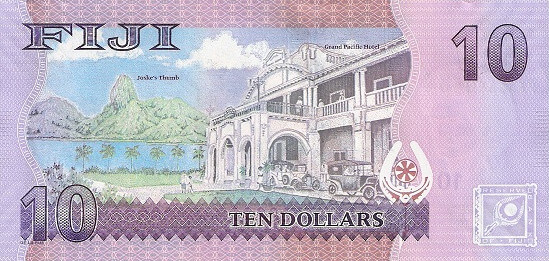 FIJI
10
Grand Pacific Hotel
Joske's Thumb
10
TEN DOLLARS
RESERVE
OF FIJI